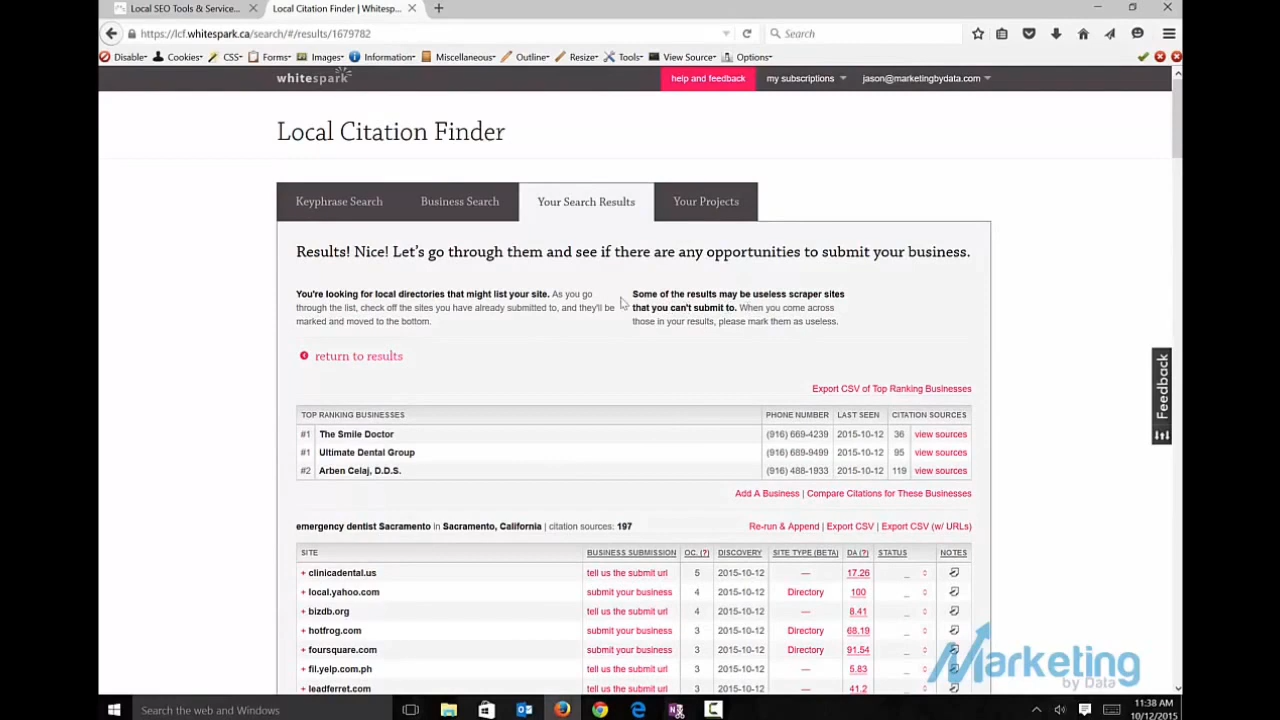 Local SEO Tools & Service...
Local Citation Finder | Whitesp...
https://lcf.whitespark.ca/search/#/results/1679782
Search
Disable
Cookies
CSS
Forms
Images
Information
Miscellaneous
Outline
Resize
Tools
View Source
Options
whitespark
help and feedback
my subscriptions
jason@marketingbydata.com
Local Citation Finder
Keyphrase Search
Business Search
Your Search Results
Your Projects
Results! Nice! Let's go through them and see if there are any opportunities to submit your business.
You're looking for local directories that might list your site. As you go
through the list, check off the sites you have already submitted to, and they'll be
marked and moved to the bottom.
Some of the results may be useless scraper sites
that you can't submit to. When you come across
those in your results, please mark them as useless.
return to results
Feedback
Export CSV of Top Ranking Businesses
TOP RANKING BUSINESSES PHONE NUMBER LAST SEEN CITATION SOURCES
#1 The Smile Doctor (916) 669-4239 2015-10-12 36 view sources
#1 Ultimate Dental Group (916) 689-9499 2015-10-12 95 view sources
#2 Arben Celaj, D.D.S. (916) 488-1933 2015-10-12 119 view sources
Add A Business | Compare Citations for These Businesses
emergency dentist Sacramento in Sacramento, California | citation sources: 197 Re-run & Append | Export CSV | Export CSV (w/ URLs)
SITE BUSINESS SUBMISSION OC. (?) DISCOVERY SITE TYPE (BETA) DA (?) STATUS NOTES
+ clinicadental.us tell us the submit url 5 2015-10-12 — 17.26 _
+ local.yahoo.com submit your business 4 2015-10-12 Directory 100 _
+ bizdb.org tell us the submit url 4 2015-10-12 — 8.41 _
+ hotfrog.com submit your business 3 2015-10-12 Directory 68.19 _
+ foursquare.com submit your business 3 2015-10-12 Directory 91.54 _
+ fil.yelp.com.ph tell us the submit url 3 2015-10-12 — 5.83
+ leadferret.com tell us the submit url 3 2015-10-12 — 41.2
Marketing
by Data
Search the web and Windows
11:38 AM
10/12/2015